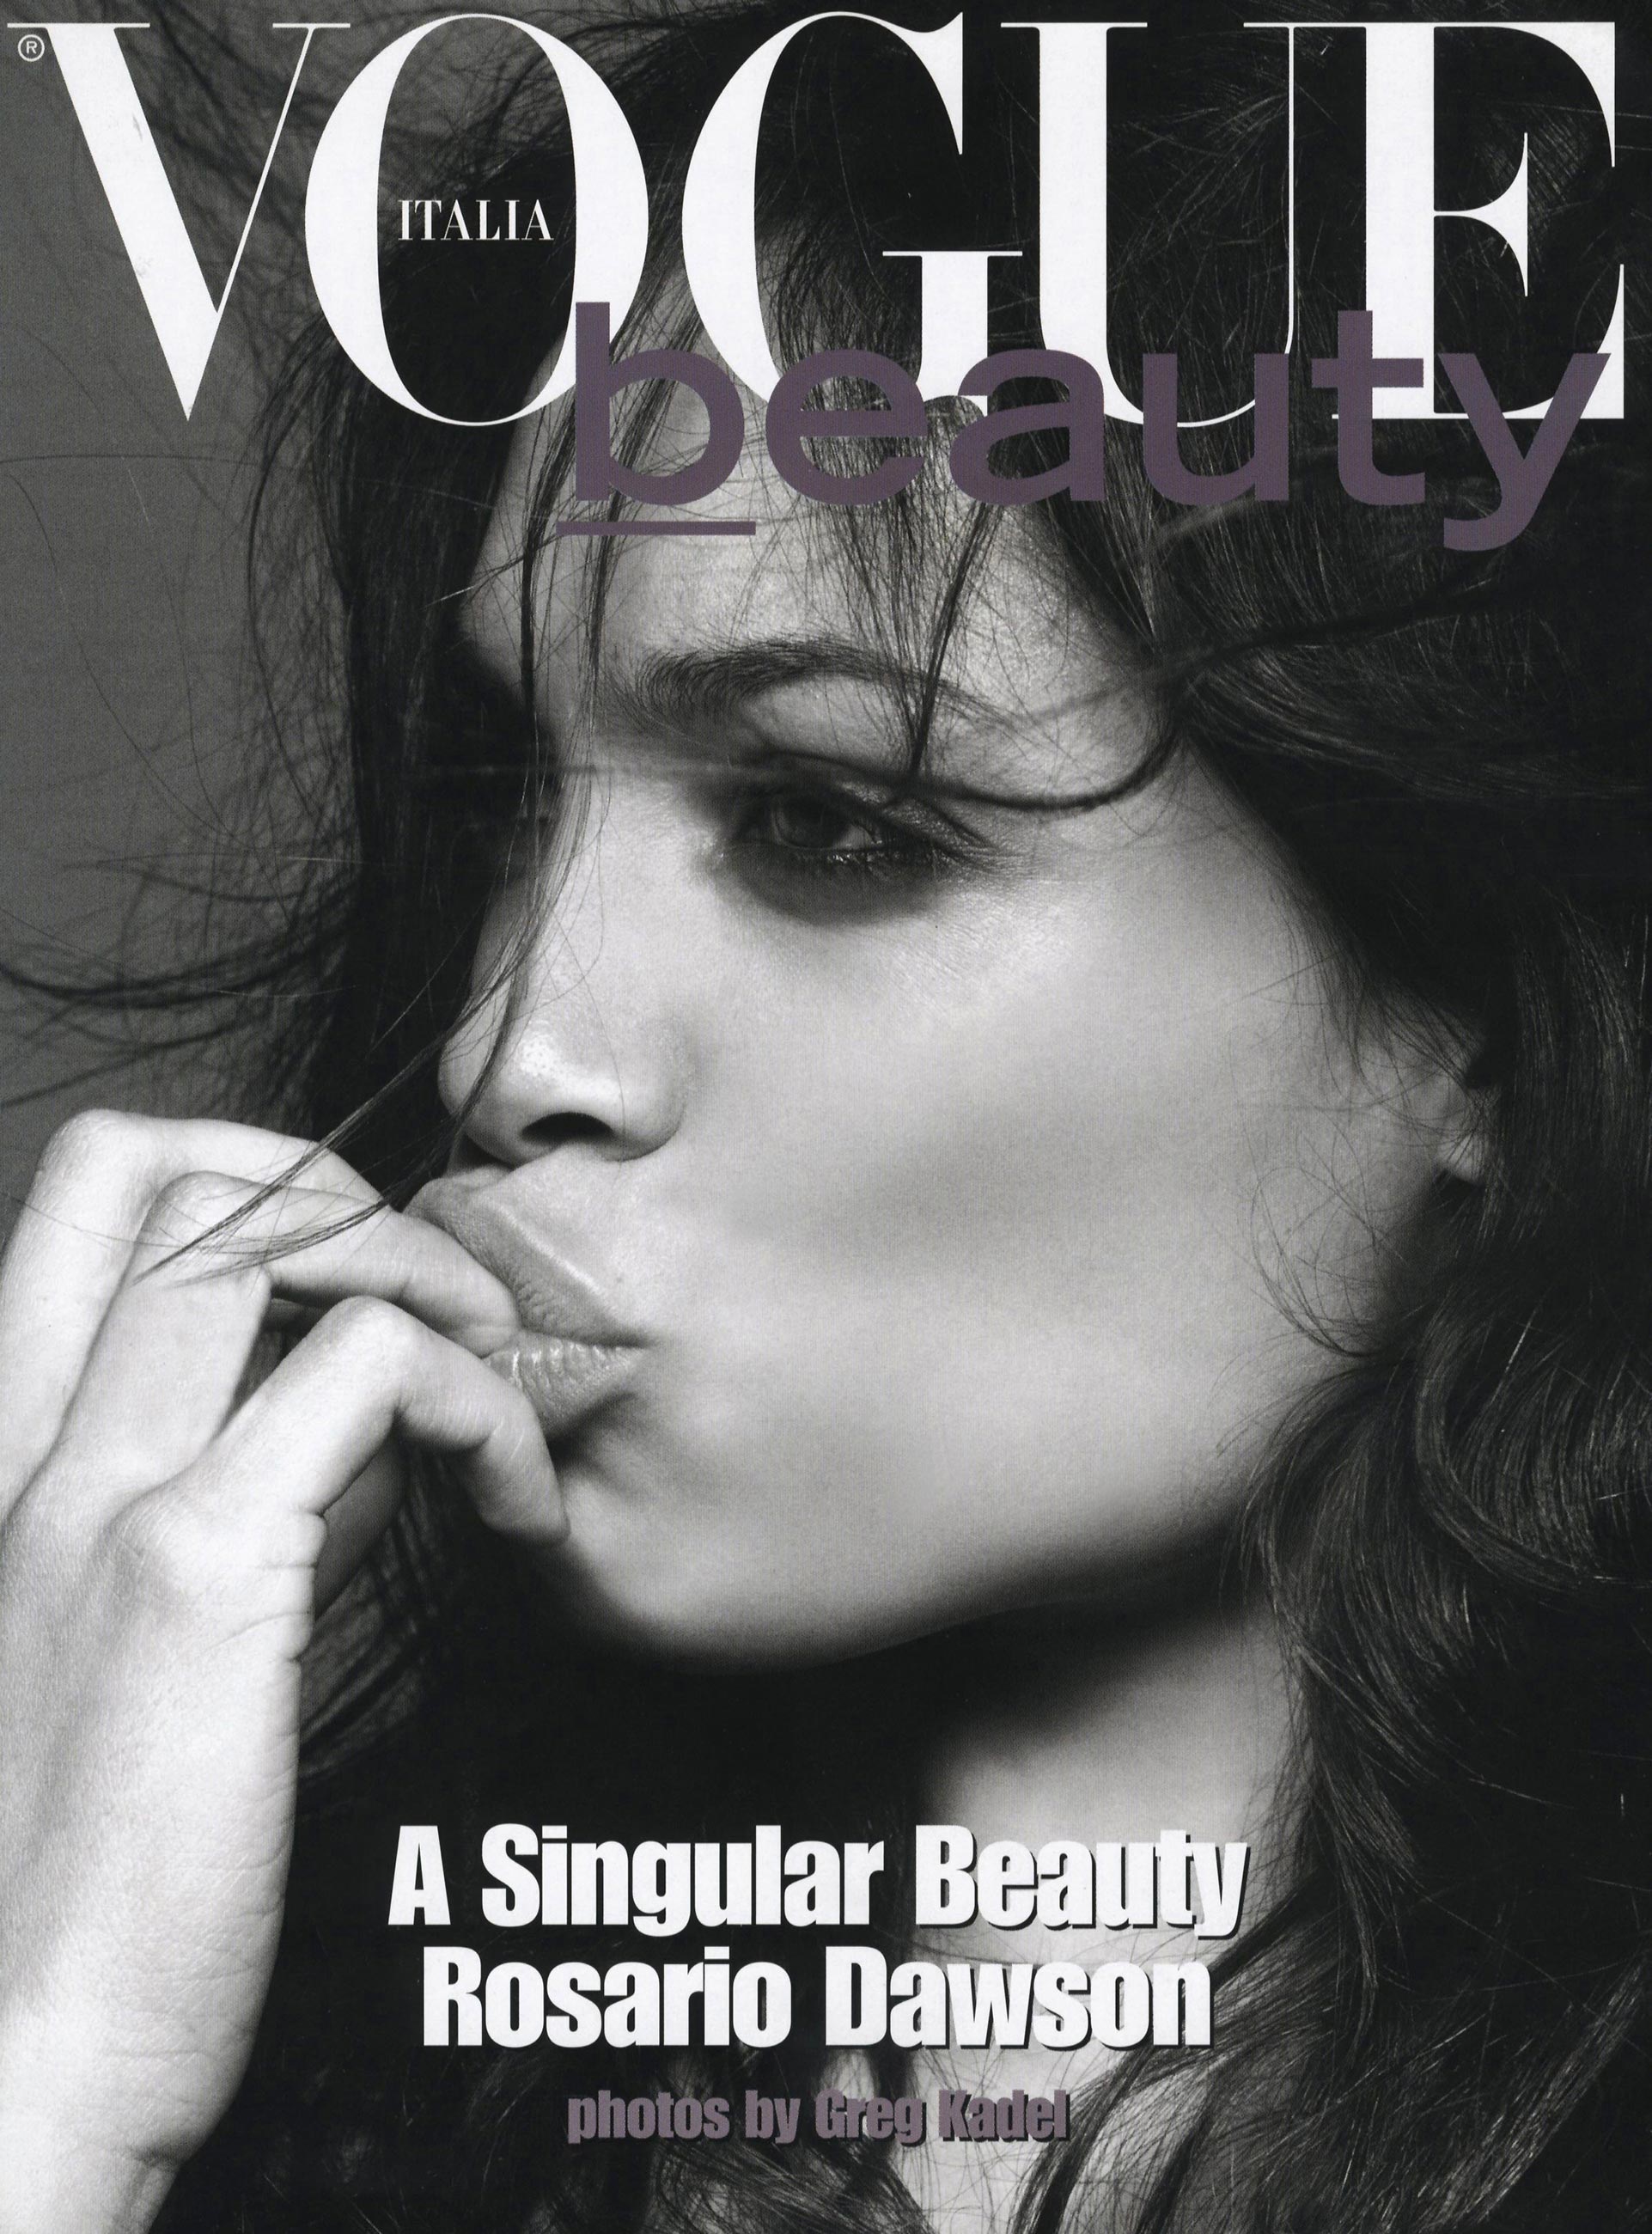 ®
VOGUE
ITALIA
beauty
A Singular Beauty
Rosario Dawson
photos by Greg Kadel